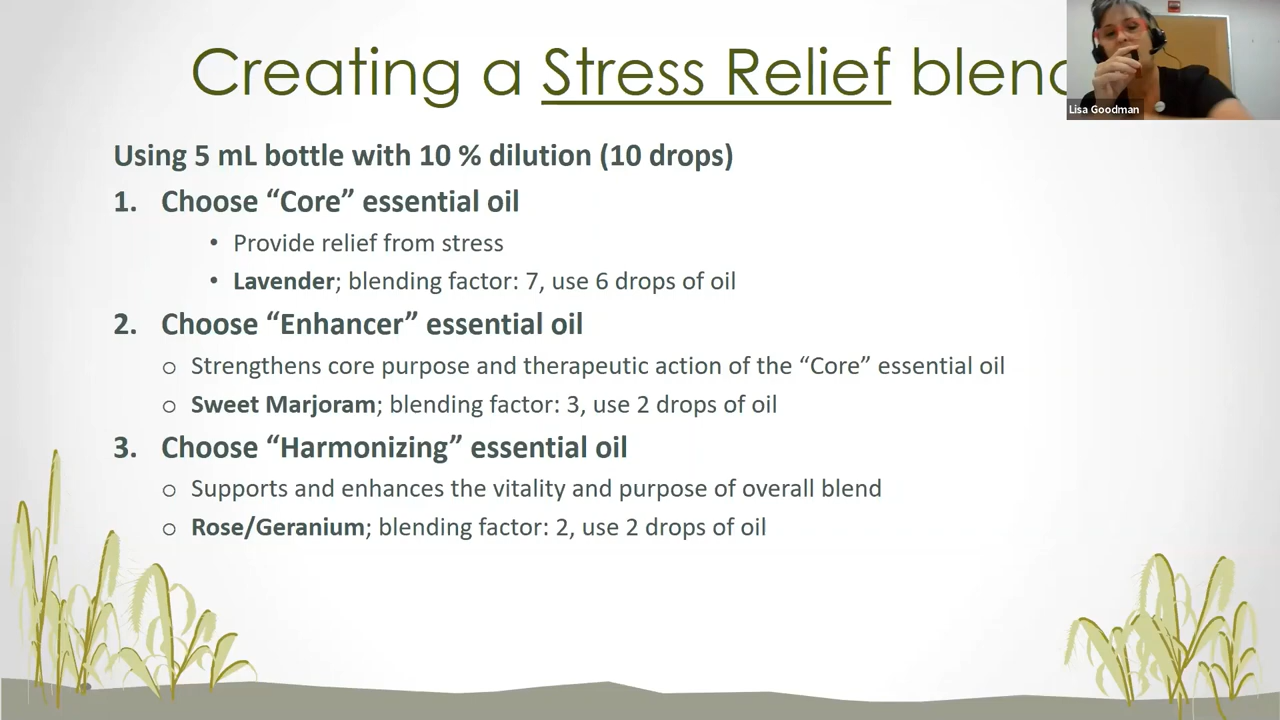 Creating a Stress Relief blend
Lisa Goodman
Using 5 mL bottle with 10 % dilution (10 drops)
1. Choose “Core” essential oil
• Provide relief from stress
• Lavender; blending factor: 7, use 6 drops of oil
2. Choose “Enhancer” essential oil
○ Strengthens core purpose and therapeutic action of the “Core” essential oil
○ Sweet Marjoram; blending factor: 3, use 2 drops of oil
3. Choose “Harmonizing” essential oil
○ Supports and enhances the vitality and purpose of overall blend
○ Rose/Geranium; blending factor: 2, use 2 drops of oil